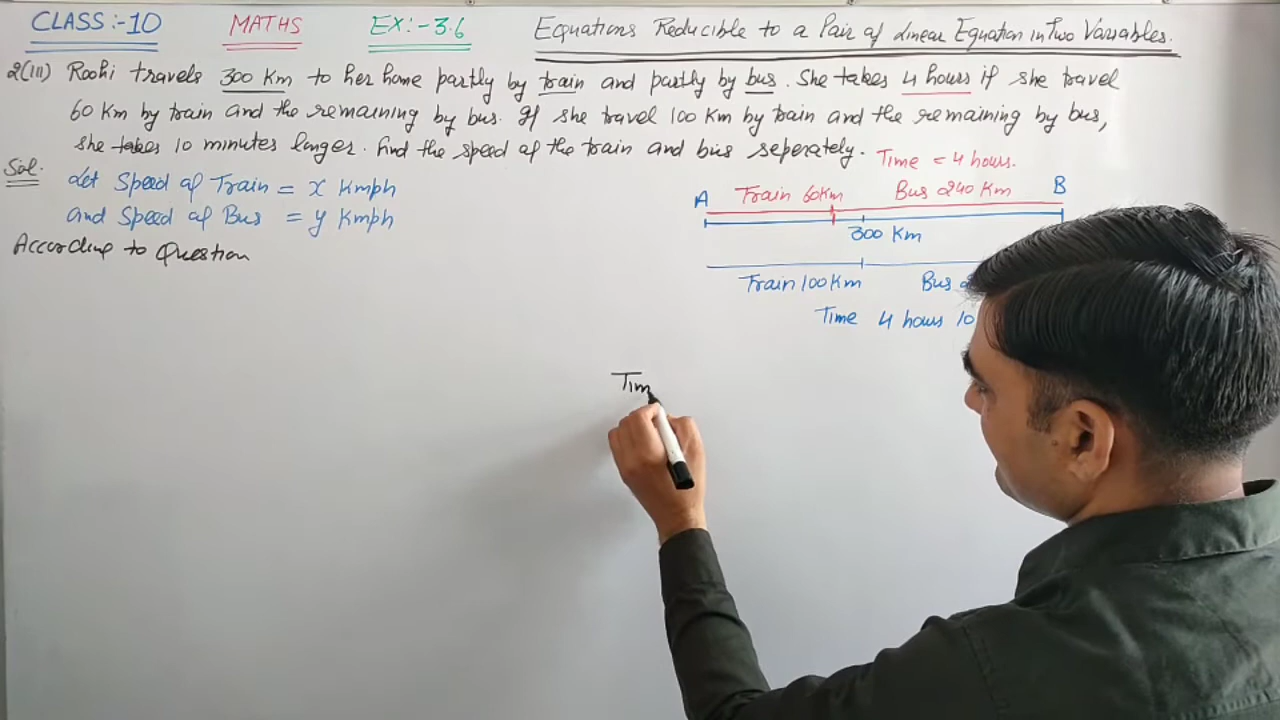 CLASS:-10 MATHS EX:-3.6 Equations Reducible to a Pair of Linear Equation in Two Variables.
2(III) Roohi travels 300 Km to her home partly by train and partly by bus. She takes 4 hours if she travel
60 Km by train and the remaining by bus. If she travel 100 Km by train and the remaining by bus,
she takes 10 minutes longer. Find the speed of the train and bus seperately.
Time = 4 hours.
Sol. Let Speed of Train = x Kmph
and Speed of Bus = y Kmph
According to Question
A Train 60Km Bus 240 Km B
300 Km
Train 100 Km Bus
Time 4 hours 10
Tim